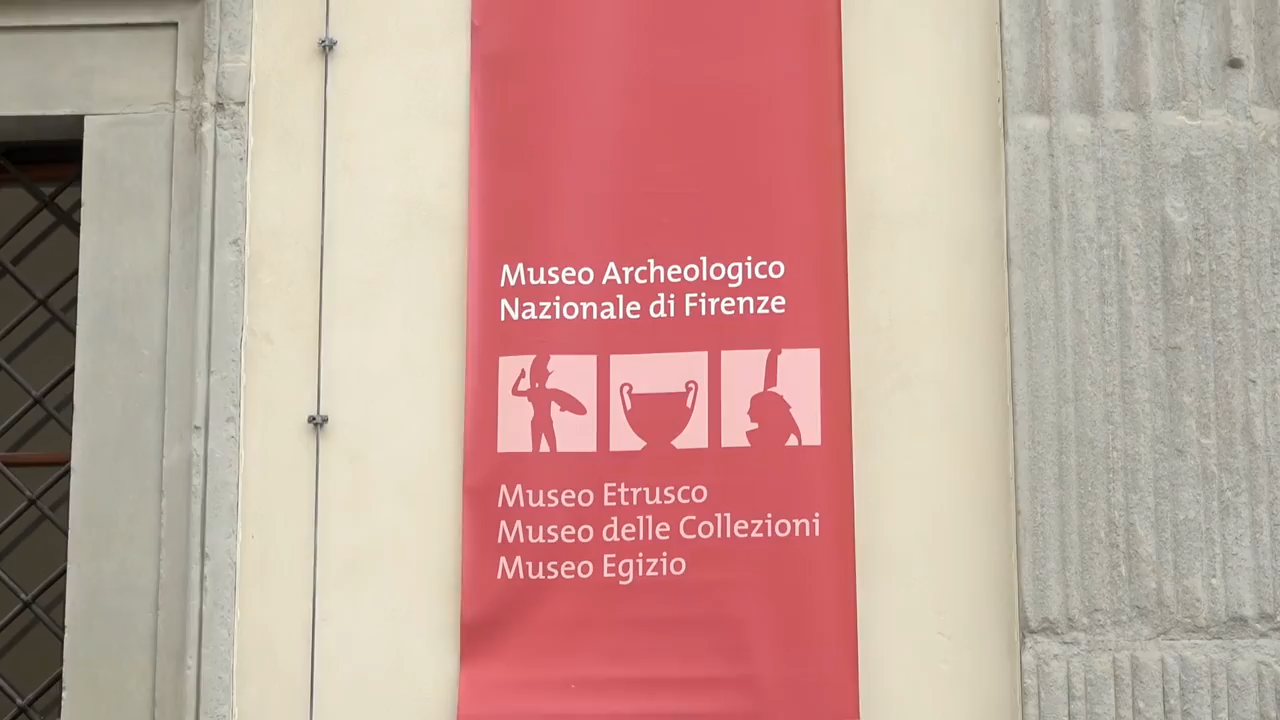 Museo Archeologico
Nazionale di Firenze
Museo Etrusco
Museo delle Collezioni
Museo Egizio